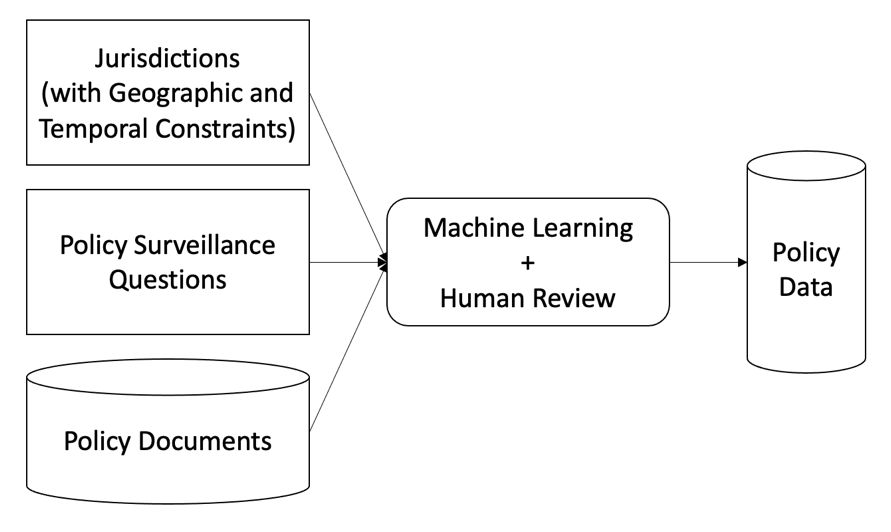 Jurisdictions
(with Geographic and
Temporal Constraints)
Policy Surveillance
Questions
Policy Documents
Machine Learning
+
Human Review
Policy
Data